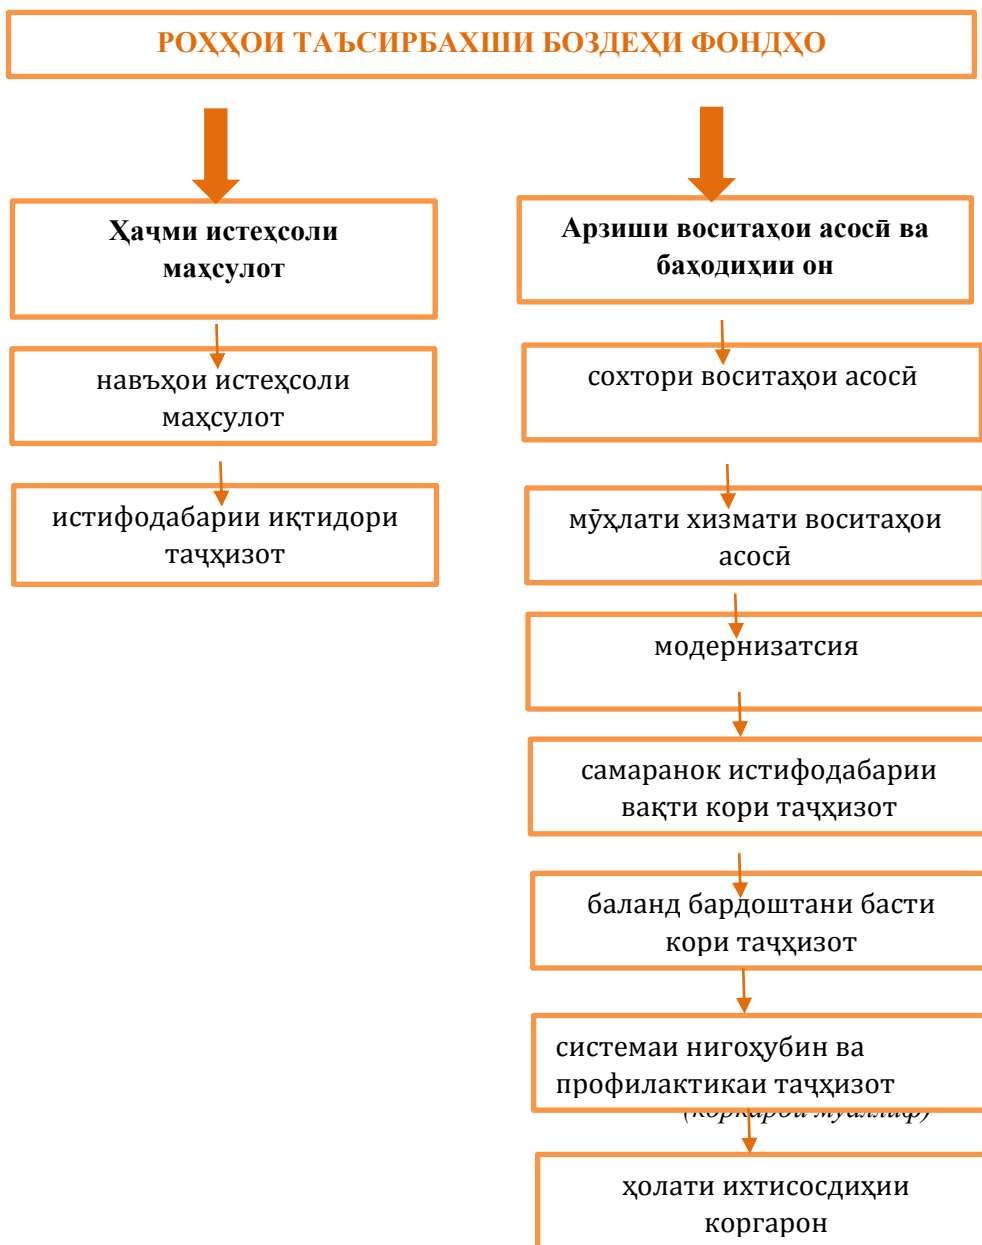 РОҲҲОИ ТАЪСИРБАХШИ БОЗДЕҲИ ФОНДҲО
Ҳаҷми истеҳсоли
маҳсулот
навъҳои истеҳсоли
маҳсулот
истифодабарии иқтидори
таҷҳизот
Арзиши воситаҳои асосӣ ва
баҳодиҳии он
сохтори воситаҳои асосӣ
мӯҳлати хизмати воситаҳои
асосӣ
модернизатсия
самаранок истифодабарии
вақти кори таҷҳизот
баланд бардоштани басти
кори таҷҳизот
системаи нигоҳубин ва
профилактикаи таҷҳизот
ҳолати ихтисосдиҳии
коргарон